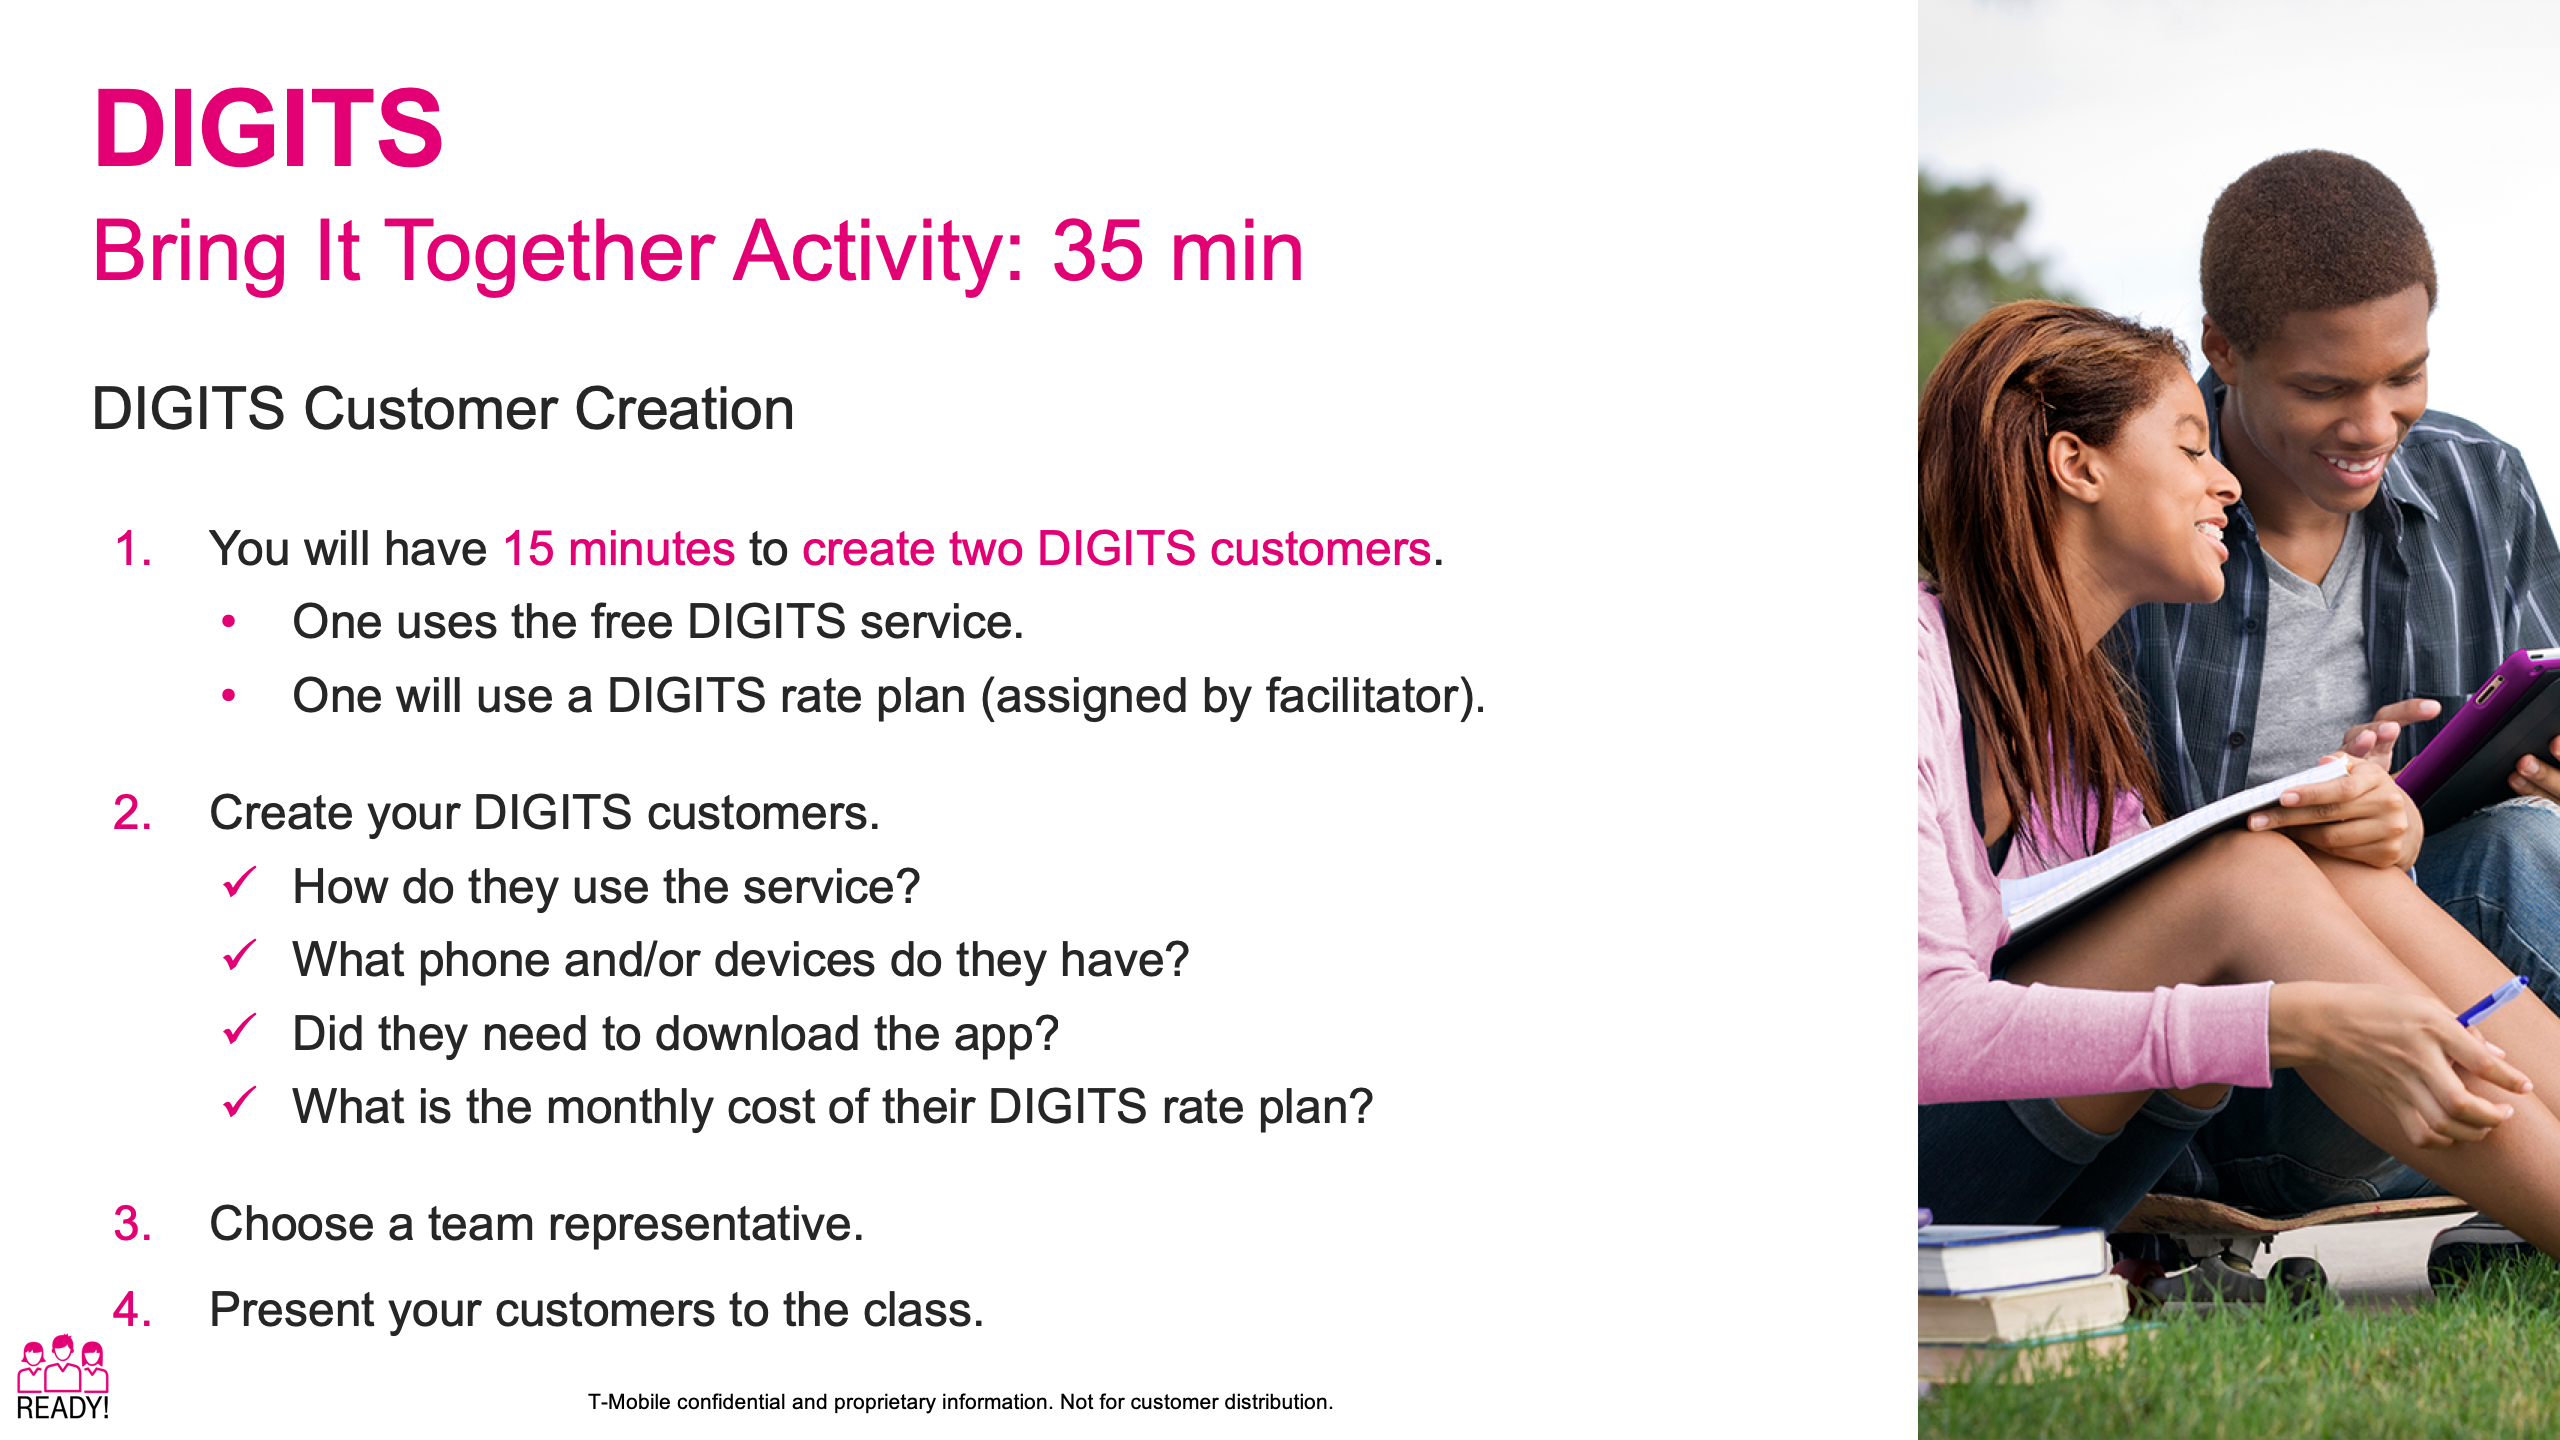 DIGITS
Bring It Together Activity: 35 min
DIGITS Customer Creation
1. You will have 15 minutes to create two DIGITS customers.
• One uses the free DIGITS service.
• One will use a DIGITS rate plan (assigned by facilitator).
2. Create your DIGITS customers.
✓ How do they use the service?
✓ What phone and/or devices do they have?
✓ Did they need to download the app?
✓ What is the monthly cost of their DIGITS rate plan?
3. Choose a team representative.
4. Present your customers to the class.
READY!
T-Mobile confidential and proprietary information. Not for customer distribution.